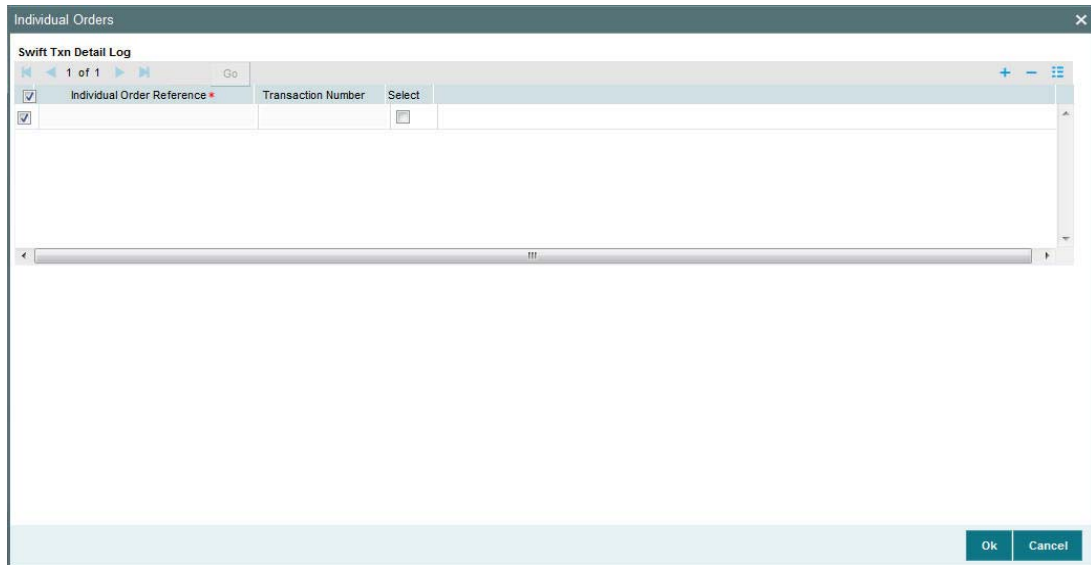 Individual Orders
Swift Txn Detail Log
1 of 1 Go
Individual Order Reference * Transaction Number Select
Ok Cancel